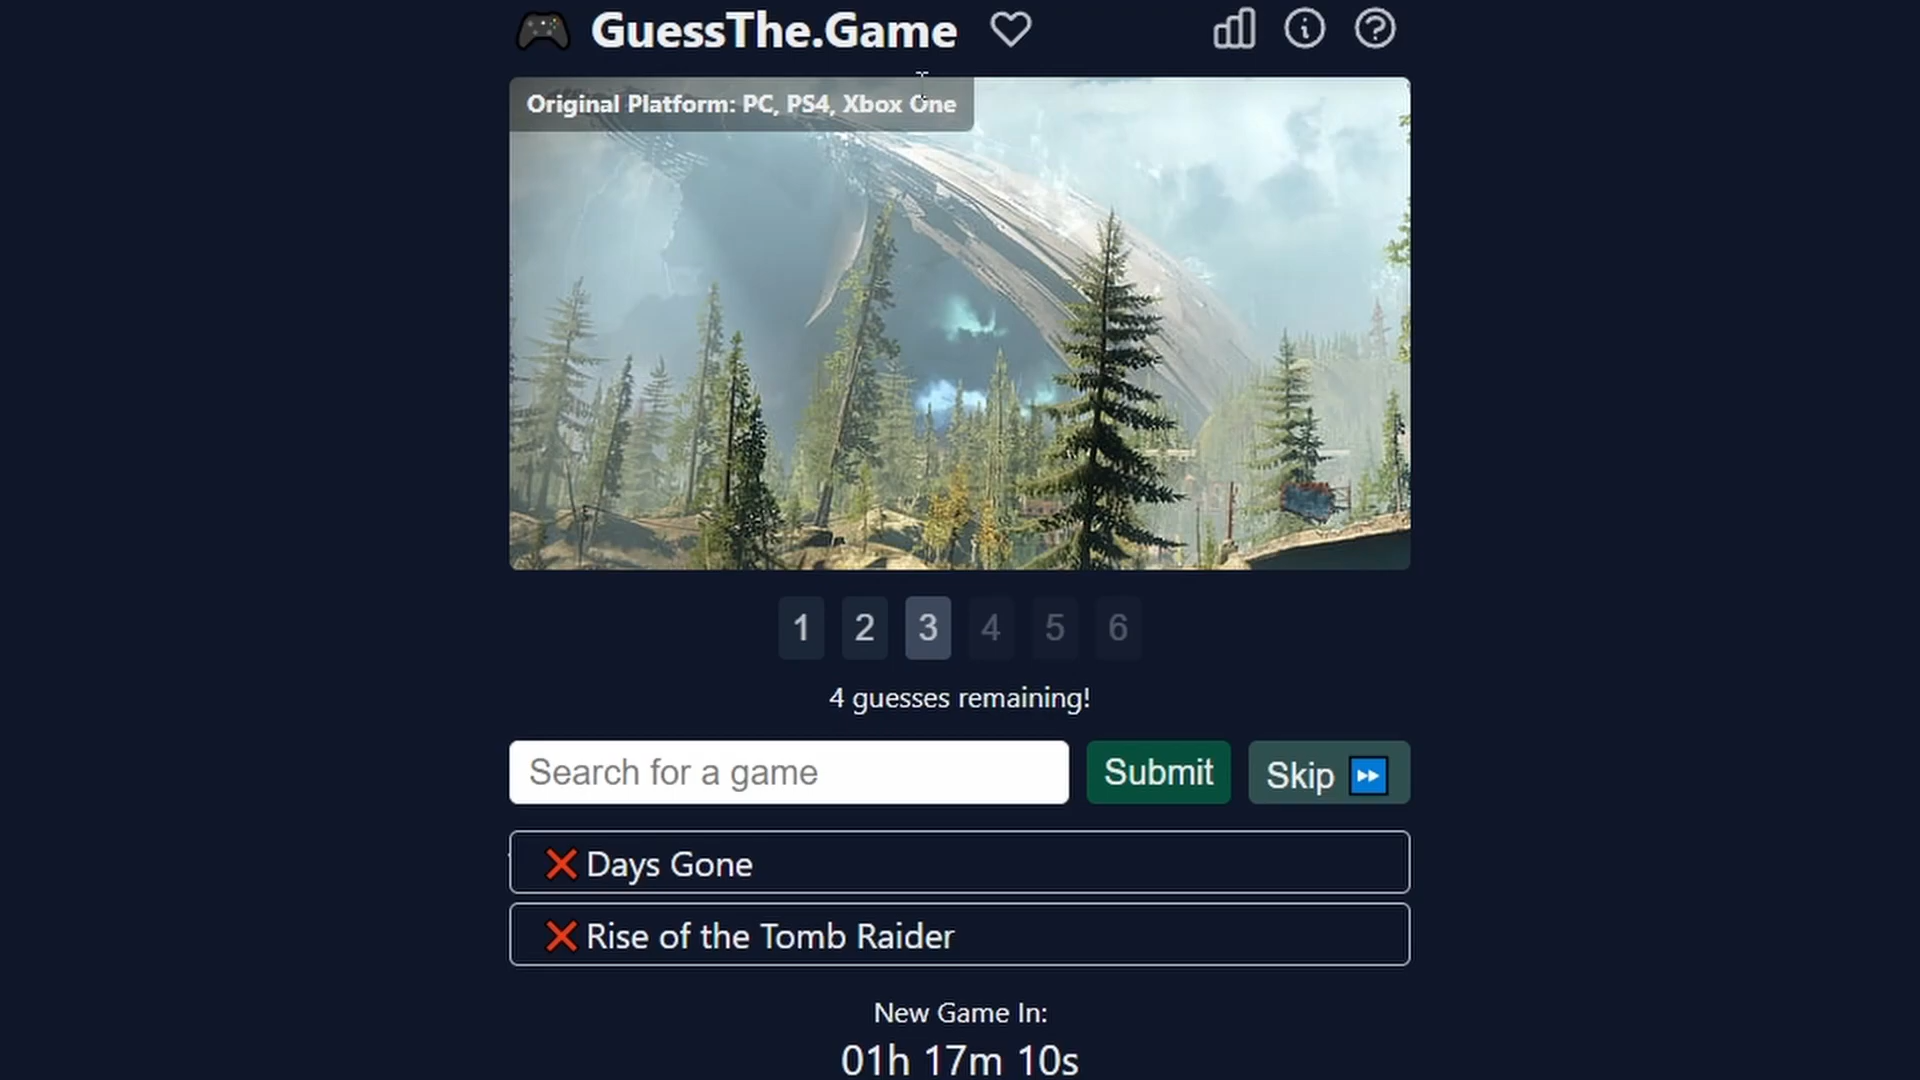 GuessThe.Game
Original Platform: PC, PS4, Xbox One
1 2 3 4 5 6
4 guesses remaining!
Search for a game
Submit
Skip
Days Gone
Rise of the Tomb Raider
New Game In:
01h 17m 10s